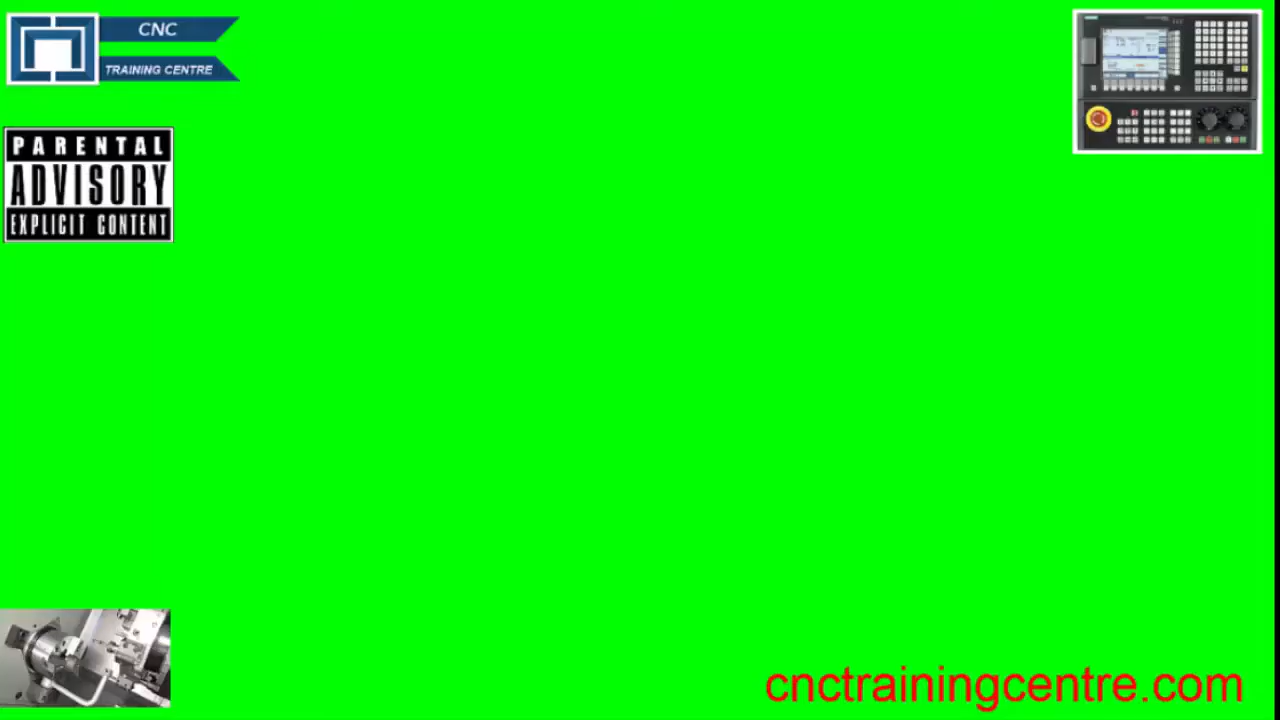 CNC
TRAINING CENTRE
PARENTAL
ADVISORY
EXPLICIT CONTENT
cnctrainingcentre.com